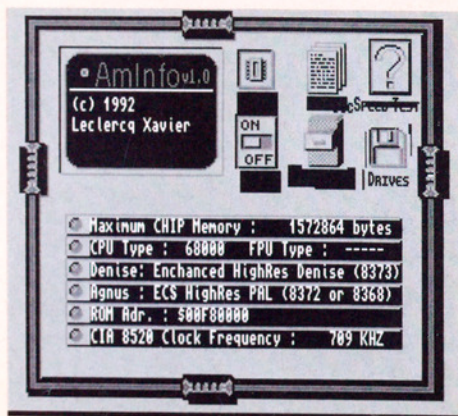 AmInfo v1.0
(c) 1992
Leclercq Xavier
SPEED TEST
ON
OFF
DRIVES
Maximum CHIP Memory : 1572864 bytes
CPU Type : 68000 FPU Type : -----
Denise: Enchanced HighRes Denise (8373)
Agnus : ECS HighRes PAL (8372 or 8368)
ROM Adr. : $00F80000
CIA 8520 Clock Frequency : 709 KHZ